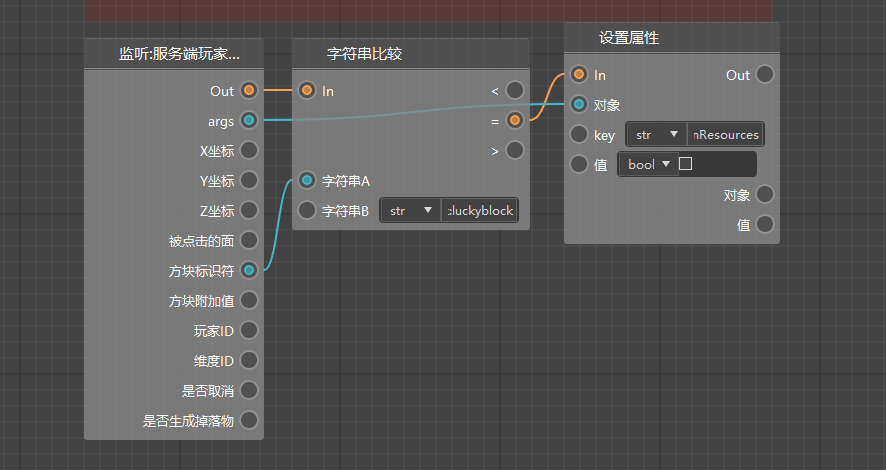 监听:服务端玩家...
Out
args
X坐标
Y坐标
Z坐标
被点击的面
方块标识符
方块附加值
玩家ID
维度ID
是否取消
是否生成掉落物
字符串比较
In
<
=
>
字符串A
字符串B str :luckyblock
设置属性
In
Out
对象
key str nResources
值 bool
对象
值